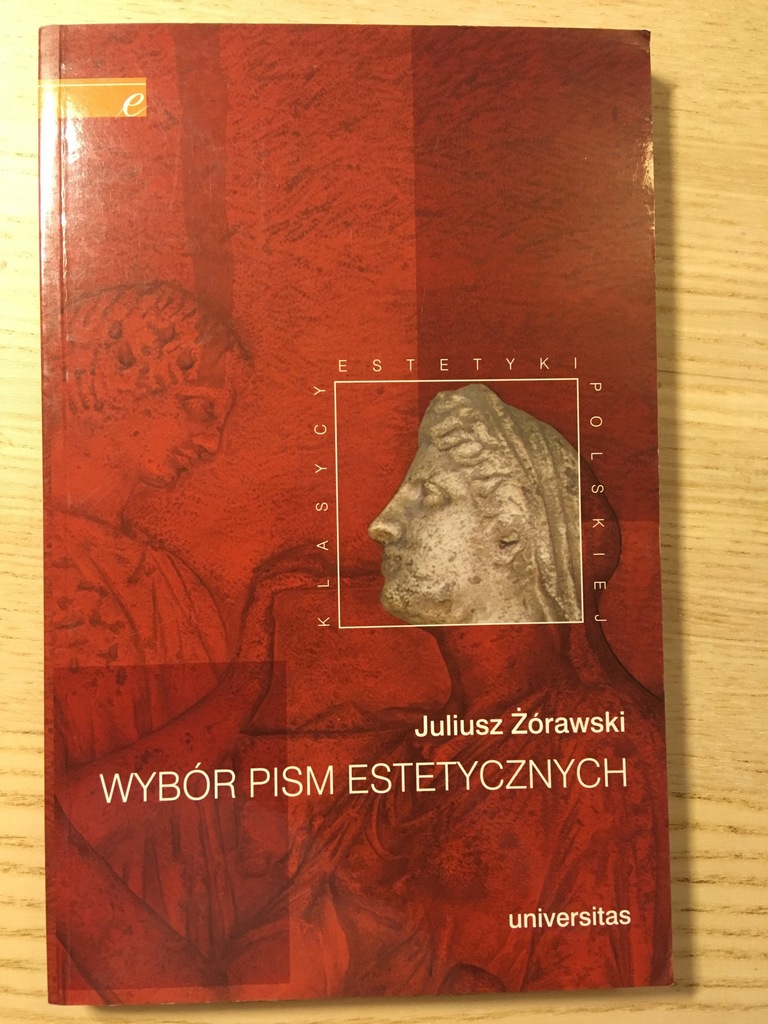 e
KLASYCY
ESTETYKI
POLSKIEJ
Juliusz Żórawski
WYBÓR PISM ESTETYCZNYCH
universitas